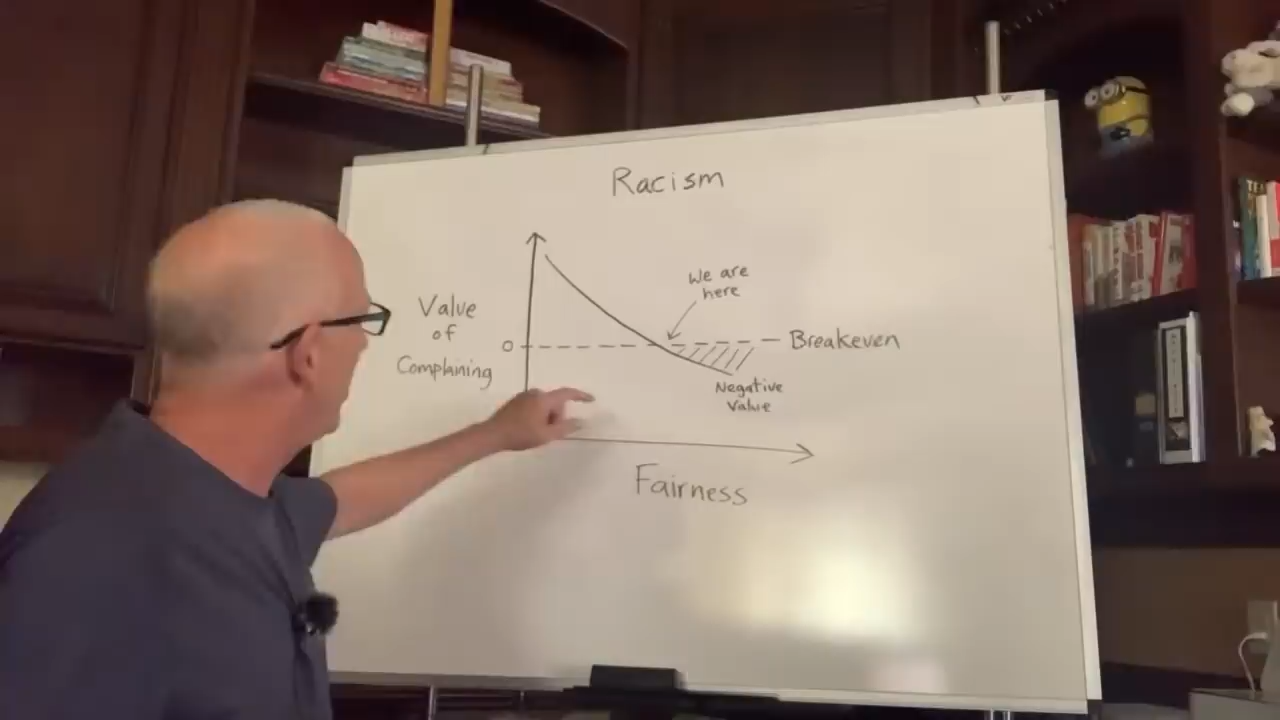 Racism
We are
here
Value
of
Complaining
0
Breakeven
Negative
Value
Fairness